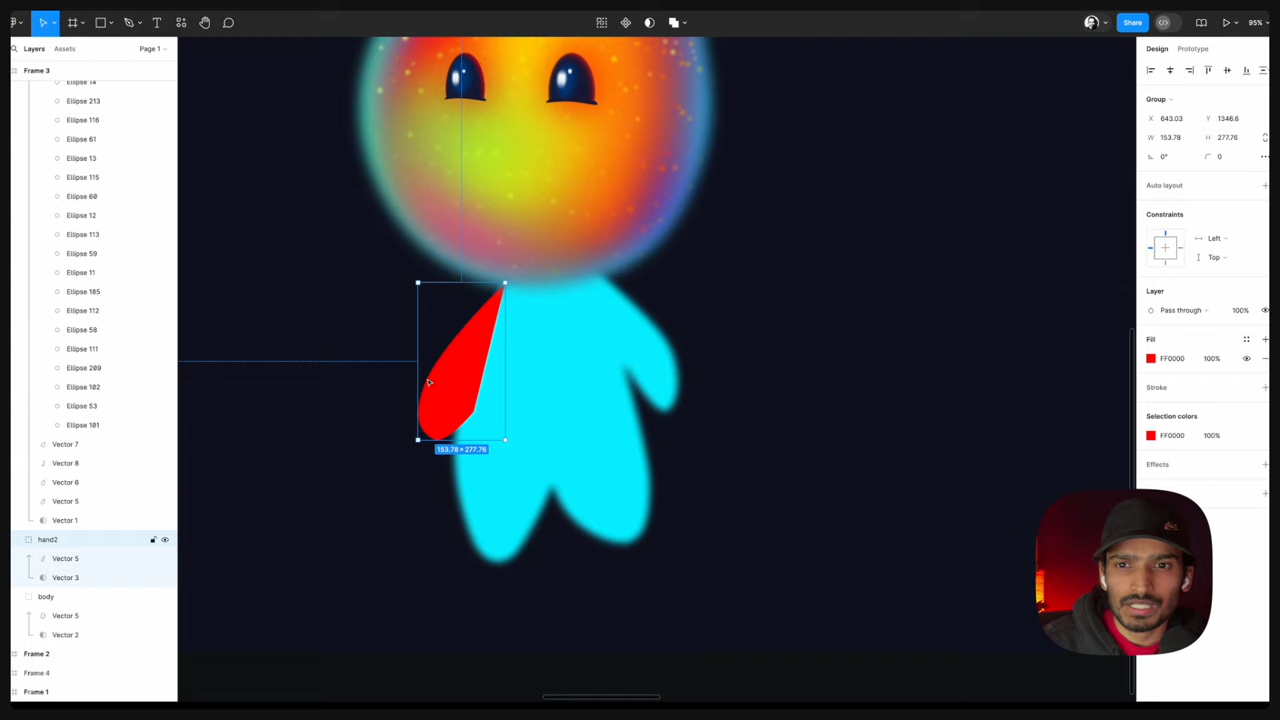 Share
95%
Layers
Assets
Page 1
Frame 3
Ellipse 14
Ellipse 213
Ellipse 116
Ellipse 61
Ellipse 13
Ellipse 115
Ellipse 60
Ellipse 12
Ellipse 113
Ellipse 59
Ellipse 11
Ellipse 185
Ellipse 112
Ellipse 58
Ellipse 111
Ellipse 209
Ellipse 102
Ellipse 53
Ellipse 101
Vector 7
Vector 8
Vector 6
Vector 5
Vector 1
hand2
Vector 5
Vector 3
body
Vector 5
Vector 2
Frame 2
Frame 4
Frame 1
153.78 × 277.76
Design
Prototype
Group
X 643.03 Y 1346.6
W 153.78 H 277.76
0° 0
Auto layout
Constraints
Left
Top
Layer
Pass through 100%
Fill
FF0000 100%
Stroke
Selection colors
FF0000 100%
Effects